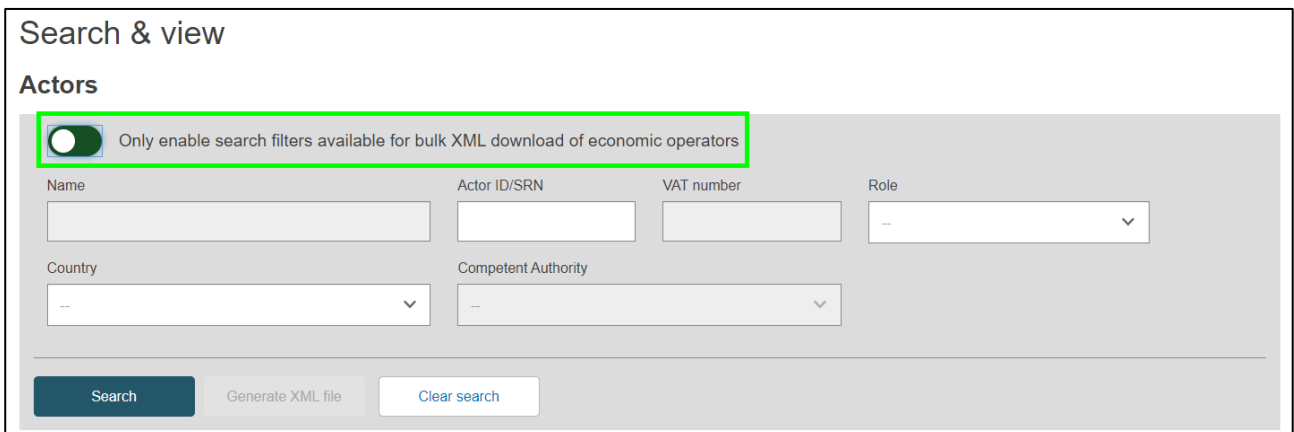 Search & view
Actors
Only enable search filters available for bulk XML download of economic operators
Name Actor ID/SRN VAT number Role
--
Country Competent Authority
-- --
Search Generate XML file Clear search